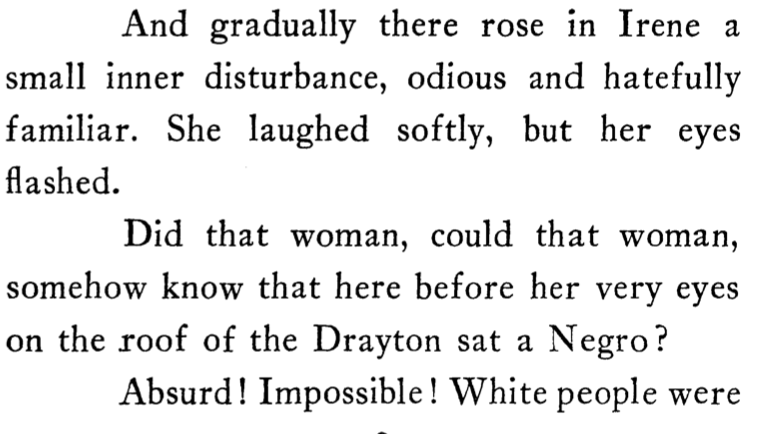 And gradually there rose in Irene a
small inner disturbance, odious and hatefully
familiar. She laughed softly, but her eyes
flashed.
Did that woman, could that woman,
somehow know that here before her very eyes
on the roof of the Drayton sat a Negro?
Absurd! Impossible! White people were